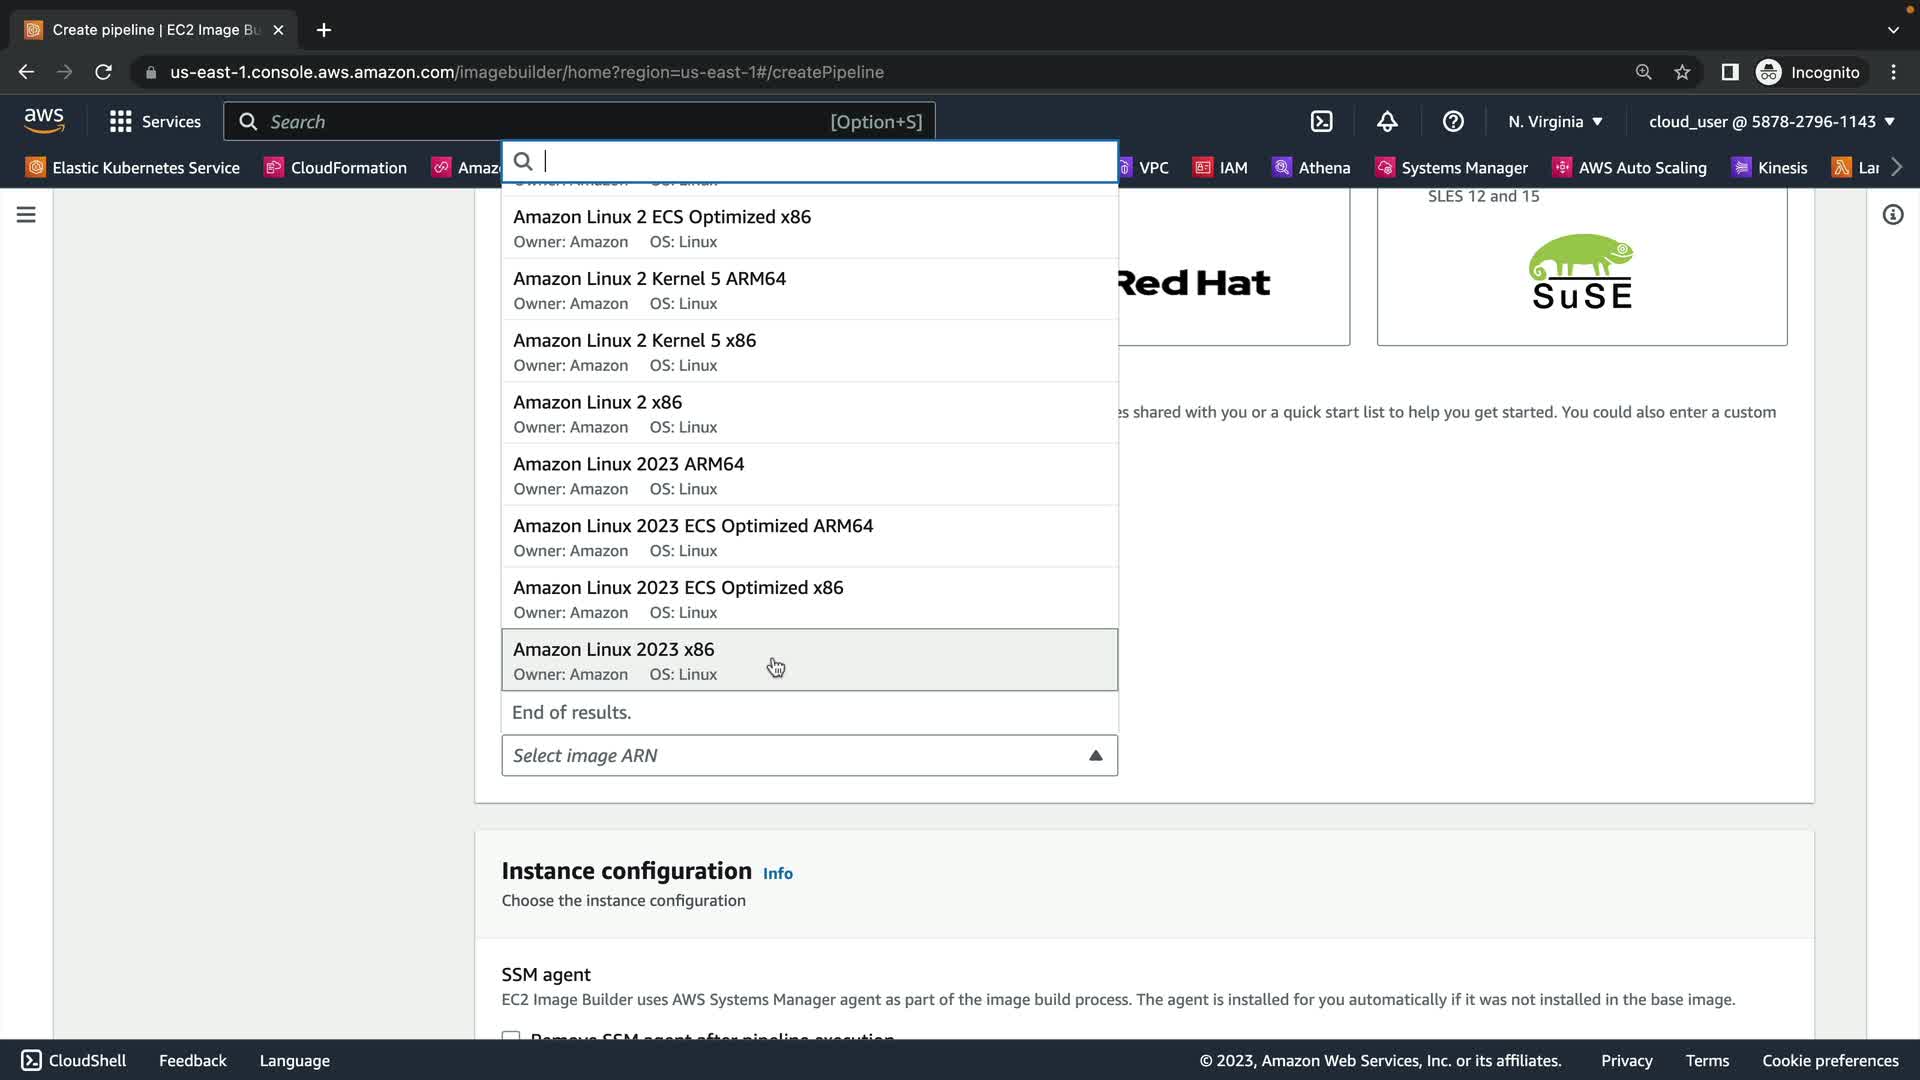 Create pipeline | EC2 Image Bu
us-east-1.console.aws.amazon.com/imagebuilder/home?region=us-east-1#/createPipeline
Incognito
aws
Services
Search
[Option+S]
N. Virginia
cloud_user @ 5878-2796-1143
Elastic Kubernetes Service
CloudFormation
Amaz
VPC
IAM
Athena
Systems Manager
AWS Auto Scaling
Kinesis
Lar
Owner: Amazon OS: Linux
Amazon Linux 2 ECS Optimized x86
Owner: Amazon OS: Linux
Amazon Linux 2 Kernel 5 ARM64
Owner: Amazon OS: Linux
Amazon Linux 2 Kernel 5 x86
Owner: Amazon OS: Linux
Amazon Linux 2 x86
Owner: Amazon OS: Linux
Amazon Linux 2023 ARM64
Owner: Amazon OS: Linux
Amazon Linux 2023 ECS Optimized ARM64
Owner: Amazon OS: Linux
Amazon Linux 2023 ECS Optimized x86
Owner: Amazon OS: Linux
Amazon Linux 2023 x86
Owner: Amazon OS: Linux
End of results.
Select image ARN
Red Hat
SLES 12 and 15
SuSE
es shared with you or a quick start list to help you get started. You could also enter a custom
Instance configuration Info
Choose the instance configuration
SSM agent
EC2 Image Builder uses AWS Systems Manager agent as part of the image build process. The agent is installed for you automatically if it was not installed in the base image.
Remove SSM agent after pipeline execution
CloudShell
Feedback
Language
© 2023, Amazon Web Services, Inc. or its affiliates.
Privacy
Terms
Cookie preferences